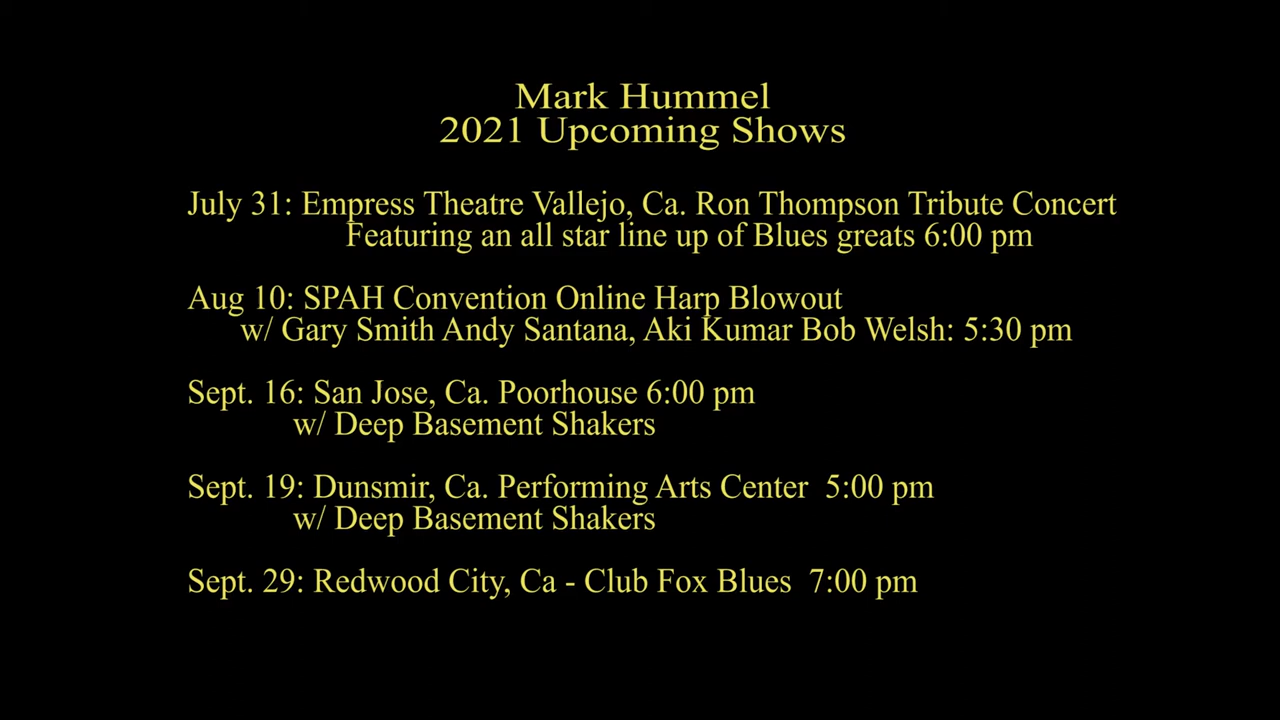 Mark Hummel
2021 Upcoming Shows
July 31: Empress Theatre Vallejo, Ca. Ron Thompson Tribute Concert
Featuring an all star line up of Blues greats 6:00 pm
Aug 10: SPAH Convention Online Harp Blowout
w/ Gary Smith Andy Santana, Aki Kumar Bob Welsh: 5:30 pm
Sept. 16: San Jose, Ca. Poorhouse 6:00 pm
w/ Deep Basement Shakers
Sept. 19: Dunsmir, Ca. Performing Arts Center  5:00 pm
w/ Deep Basement Shakers
Sept. 29: Redwood City, Ca - Club Fox Blues  7:00 pm